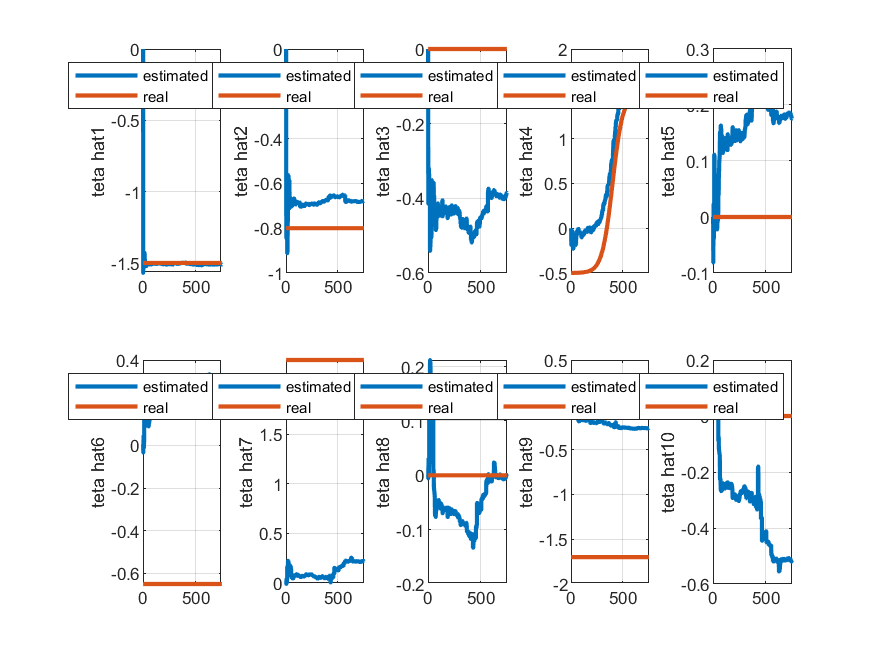 0
-0.5
-1
-1.5
teta hat1
0 500
estimated
real
0
-0.4
-0.6
-0.8
-1
teta hat2
0 500
estimated
real
0
-0.2
-0.4
-0.6
teta hat3
0 500
estimated
real
2
1
0.5
0
-0.5
teta hat4
0 500
estimated
real
0.3
0.2
0.1
0
-0.1
teta hat5
0 500
estimated
real
0.4
0
-0.2
-0.4
-0.6
teta hat6
0 500
estimated
real
1.5
1
0.5
0
teta hat7
0 500
estimated
real
0.2
0.1
0
-0.1
-0.2
teta hat8
0 500
estimated
real
0.5
-0.5
-1
-1.5
-2
teta hat9
0 500
estimated
real
0.2
0
-0.2
-0.4
-0.6
teta hat10
0 500
estimated
real